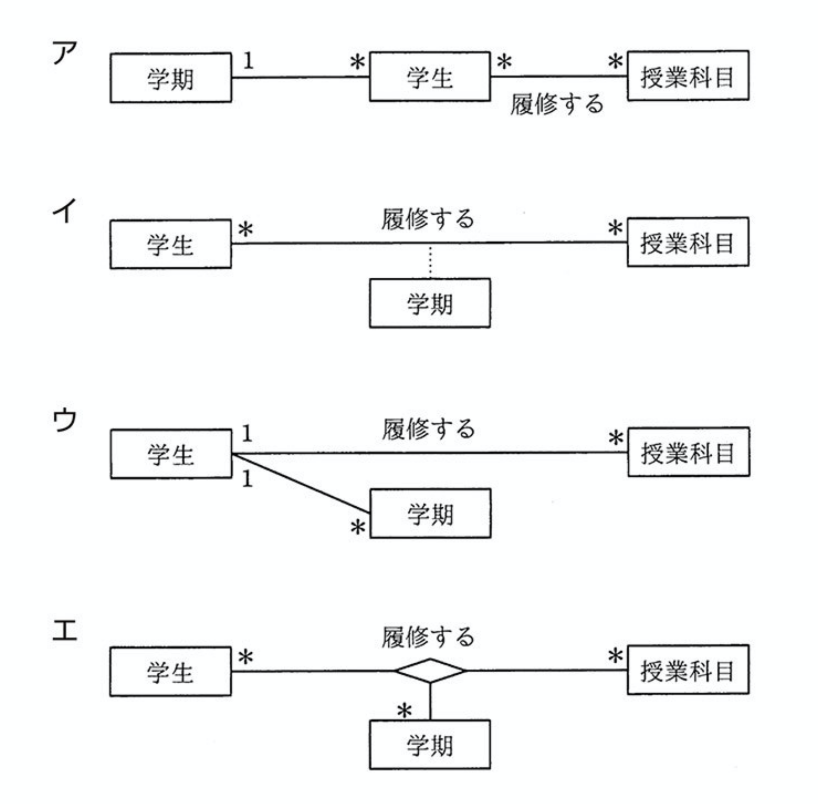 ア
学期 1 * 学生 * * 授業科目
履修する
イ
履修する
学生 * * 授業科目
学期
ウ
履修する
学生 1 * 授業科目
1
* 学期
エ
履修する
学生 * * 授業科目
*
学期